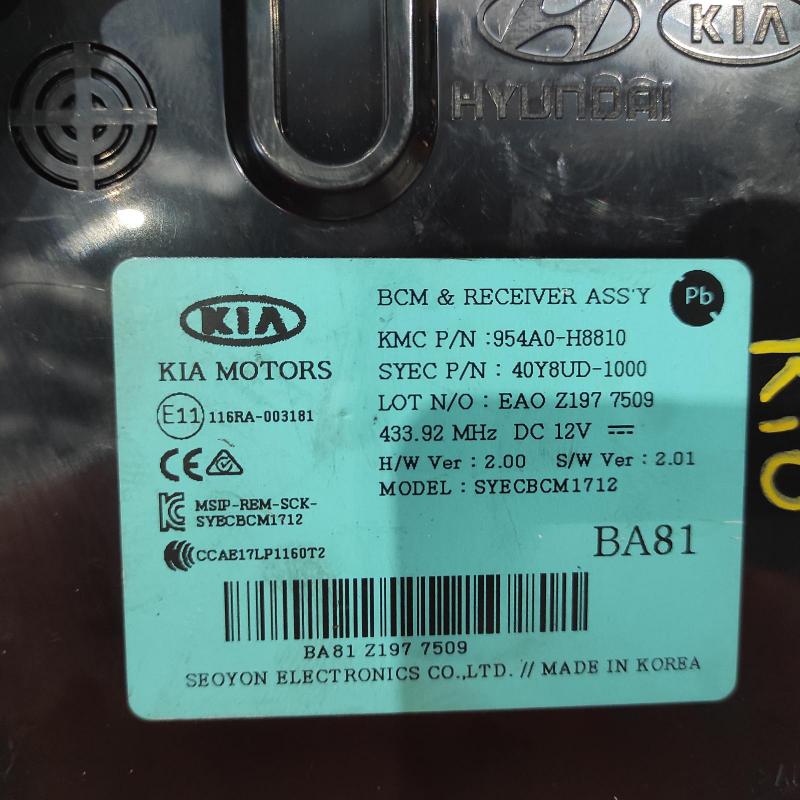 KIA
HYUNDAI
BCM & RECEIVER ASS'Y
Pb
KIA
KMC P/N :954A0-H8810
KIA MOTORS
SYEC P/N : 40Y8UD-1000
E11 116RA-003181
LOT N/O : EAO Z197 7509
433.92 MHz DC 12V
CE
H/W Ver : 2.00 S/W Ver : 2.01
MODEL : SYECBCM1712
MSIP-REM-SCK-
SYECBCM1712
CCAE17LP1160T2
BA81
BA81 Z197 7509
SEOYON ELECTRONICS CO.,LTD. // MADE IN KOREA
RIO